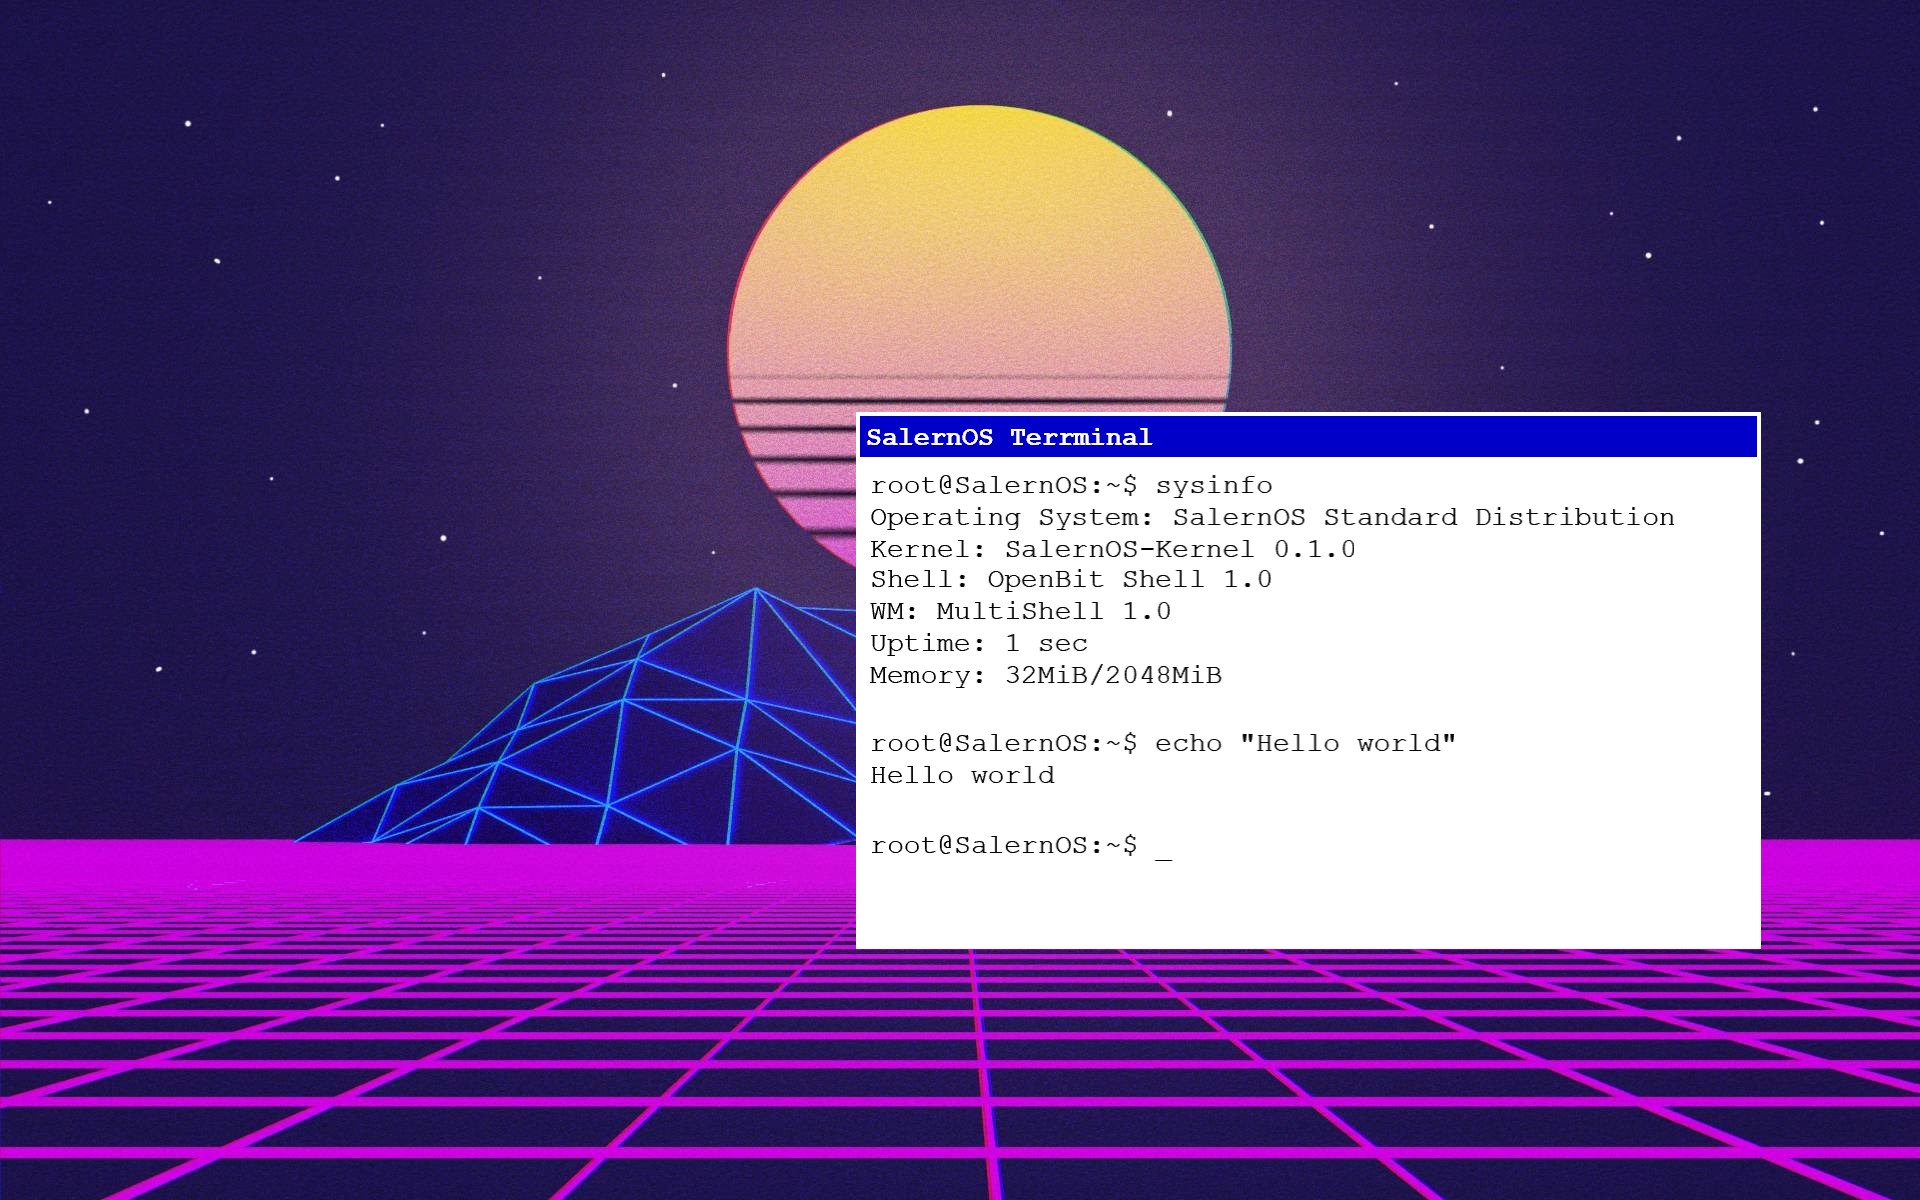 SalernOS Terrminal
root@SalernOS:~$ sysinfo
Operating System: SalernOS Standard Distribution
Kernel: SalernOS-Kernel 0.1.0
Shell: OpenBit Shell 1.0
WM: MultiShell 1.0
Uptime: 1 sec
Memory: 32MiB/2048MiB
root@SalernOS:~$ echo "Hello world"
Hello world
root@SalernOS:~$ _